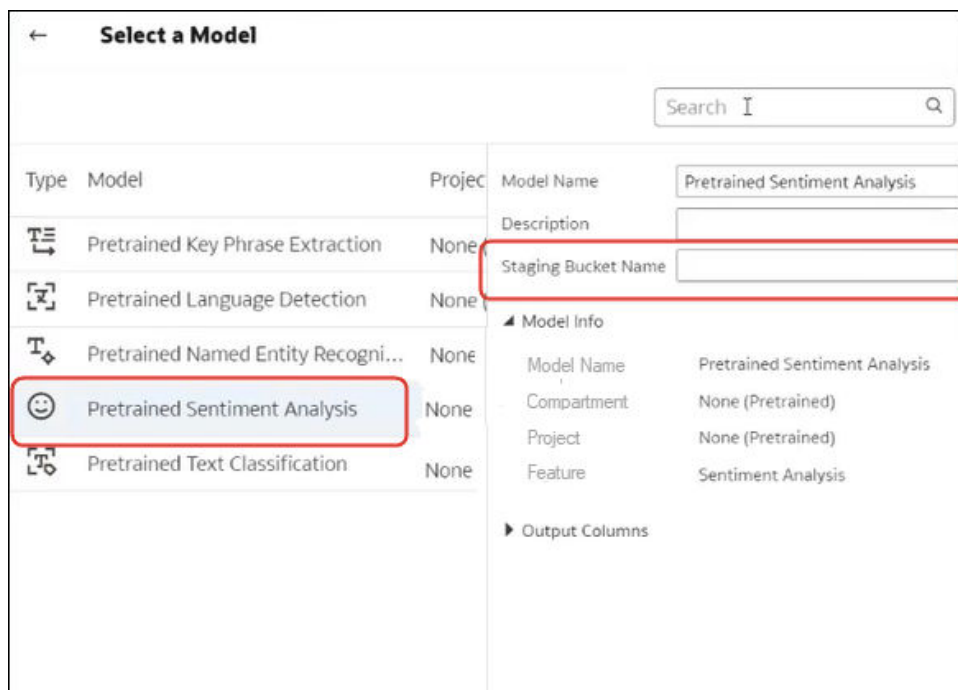 Select a Model
Search
Type Model Projec
Pretrained Key Phrase Extraction None (
Pretrained Language Detection None (
Pretrained Named Entity Recogni... None
Pretrained Sentiment Analysis None
Pretrained Text Classification None
Model Name Pretrained Sentiment Analysis
Description
Staging Bucket Name
Model Info
Model Name Pretrained Sentiment Analysis
Compartment None (Pretrained)
Project None (Pretrained)
Feature Sentiment Analysis
Output Columns